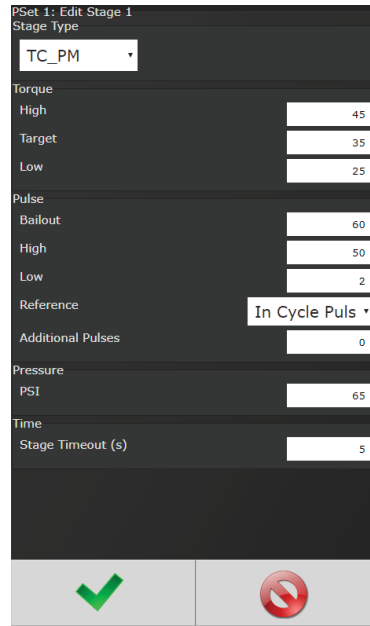 PSet 1: Edit Stage 1
Stage Type
TC_PM
Torque
High 45
Target 35
Low 25
Pulse
Bailout 60
High 50
Low 2
Reference In Cycle Puls
Additional Pulses 0
Pressure
PSI 65
Time
Stage Timeout (s) 5